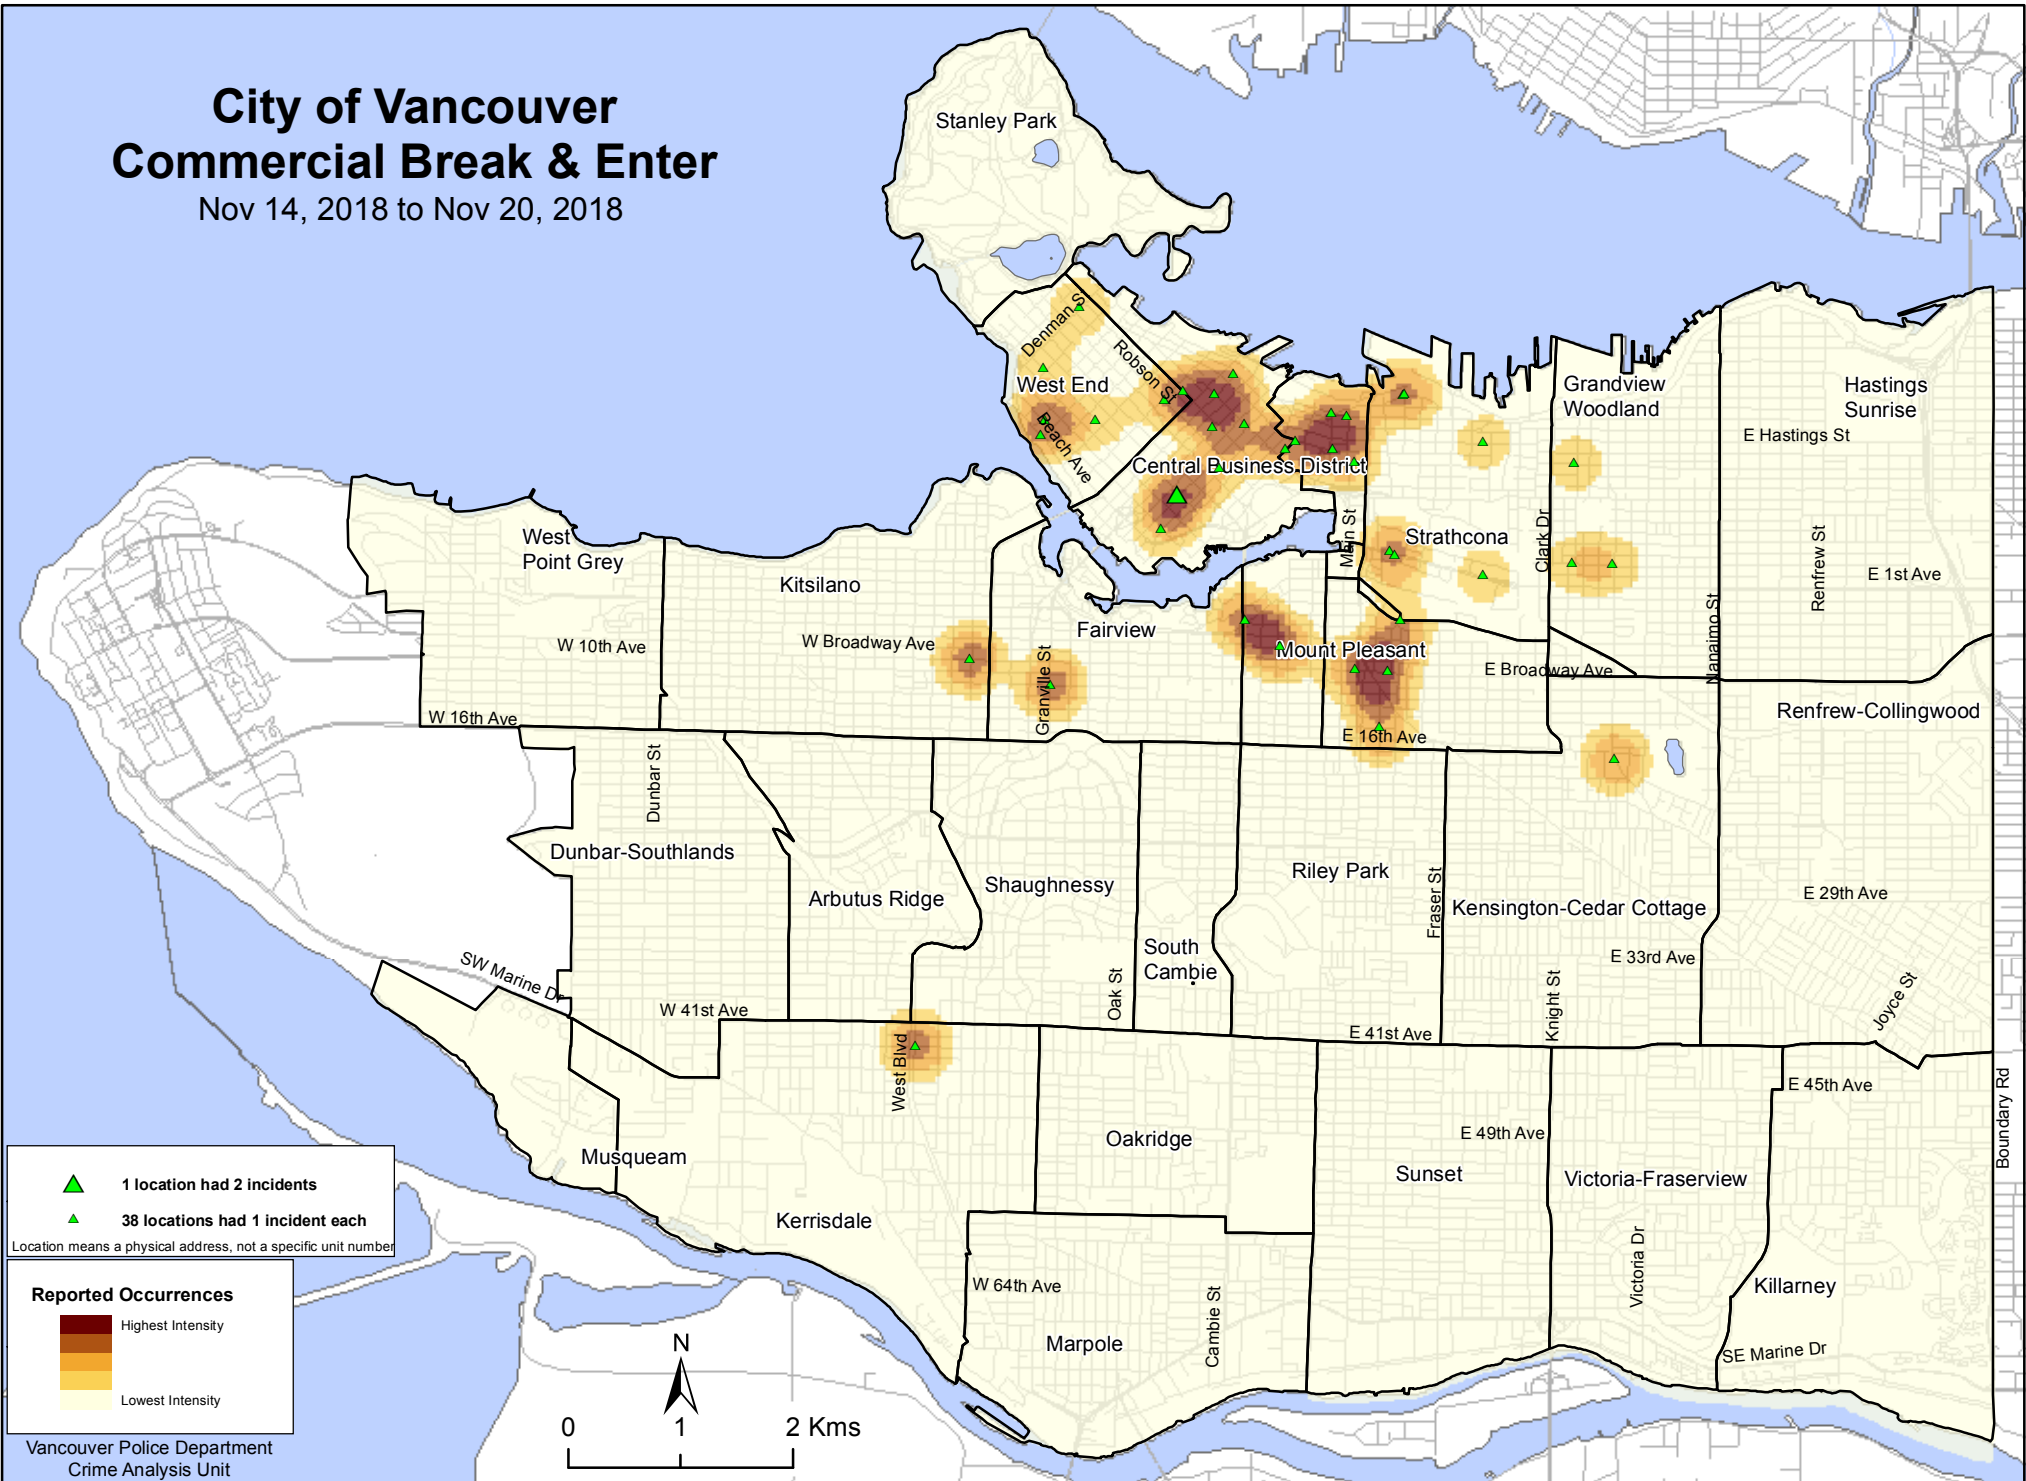 City of Vancouver
Commercial Break & Enter
Nov 14, 2018 to Nov 20, 2018
Stanley Park
Denman St
Robson St
West End
Beach Ave
Central Business District
Grandview
Woodland
Hastings
Sunrise
E Hastings St
West
Point Grey
Kitsilano
Fairview
Main St
Strathcona
Clark Dr
Renfrew St
E 1st Ave
Nanaimo St
W 10th Ave
W Broadway Ave
Granville St
Mount Pleasant
E Broadway Ave
W 16th Ave
E 16th Ave
Renfrew-Collingwood
Dunbar St
Dunbar-Southlands
Arbutus Ridge
Shaughnessy
South
Cambie
Riley Park
Fraser St
Kensington-Cedar Cottage
E 29th Ave
E 33rd Ave
SW Marine Dr
W 41st Ave
Oak St
E 41st Ave
Knight St
Joyce St
West Blvd
E 45th Ave
Boundary Rd
Musqueam
Oakridge
E 49th Ave
Sunset
Victoria-Fraserview
Kerrisdale
Victoria Dr
W 64th Ave
Cambie St
Killarney
Marpole
SE Marine Dr
1 location had 2 incidents
38 locations had 1 incident each
Location means a physical address, not a specific unit number
Reported Occurrences
Highest Intensity
Lowest Intensity
Vancouver Police Department
Crime Analysis Unit
N
0 1 2 Kms